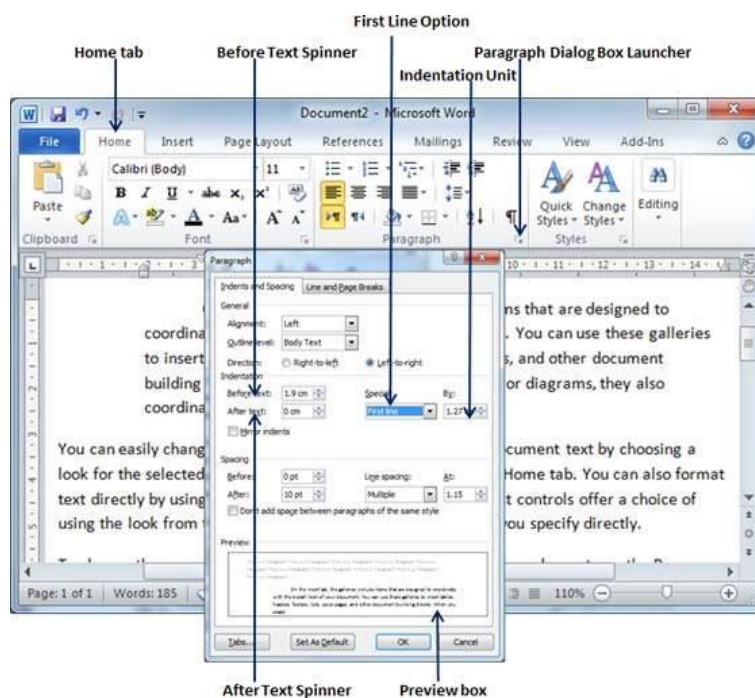 First Line Option
Home tab
Before Text Spinner
Paragraph Dialog Box Launcher
Indentation Unit
Document2 - Microsoft Word
File Home Insert Page Layout References Mailings Review View Add-Ins
Calibri (Body) 11
Paste
Quick Styles
Change Styles
Editing
Clipboard Font Paragraph Styles
Paragraph
Indents and Spacing Line and Page Breaks
General
Alignment: Left
Outline level: Body Text
Direction: Right-to-left Left-to-right
Indentation
Before text: 1.9 cm Special: By:
After text: 0 cm First line 1.27
Mirror indents
Spacing
Before: 0 pt Line spacing: At:
After: 10 pt Multiple 1.15
Don't add space between paragraphs of the same style
Preview
Tabs... Set As Default OK Cancel
ms that are designed to
coordina . You can use these galleries
to insert s, and other document
building or diagrams, they also
coordina
You can easily chang cument text by choosing a
look for the selected Home tab. You can also format
text directly by using t controls offer a choice of
using the look from t you specify directly.
Page: 1 of 1 Words: 185 110%
After Text Spinner
Preview box